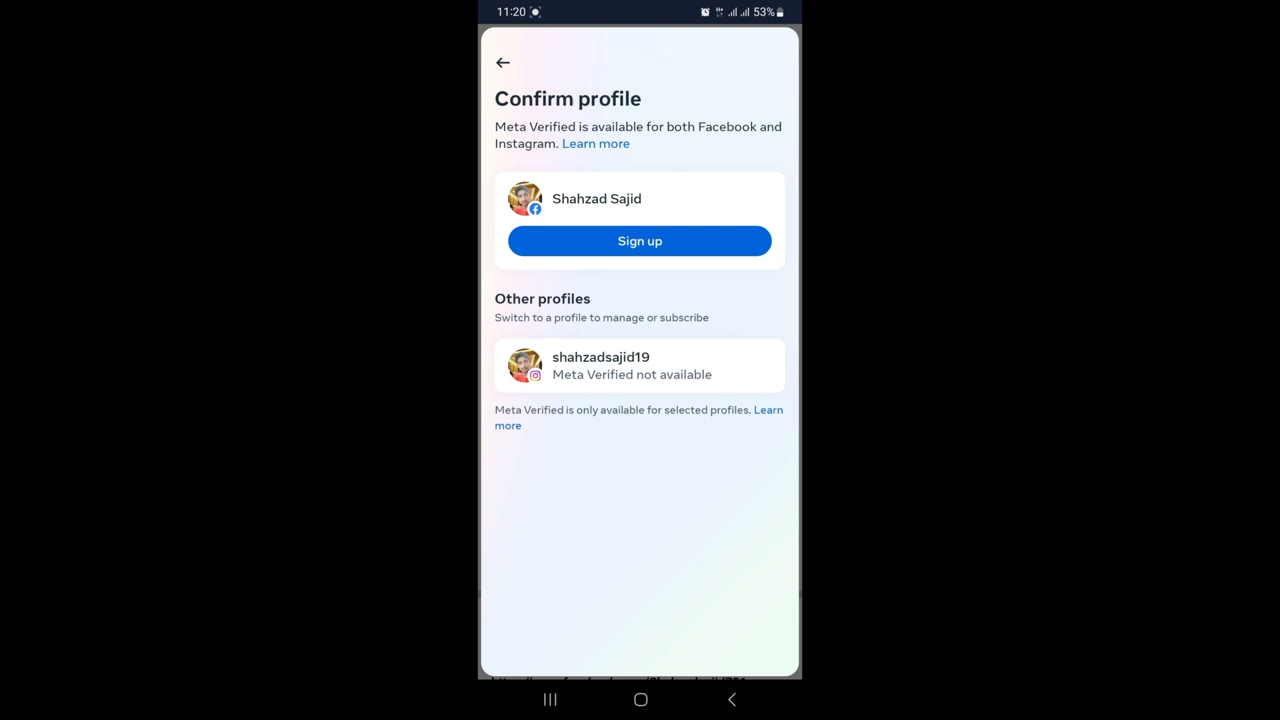 11:20
53%
Confirm profile
Meta Verified is available for both Facebook and
Instagram. Learn more
Shahzad Sajid
Sign up
Other profiles
Switch to a profile to manage or subscribe
shahzadsajid19
Meta Verified not available
Meta Verified is only available for selected profiles. Learn
more